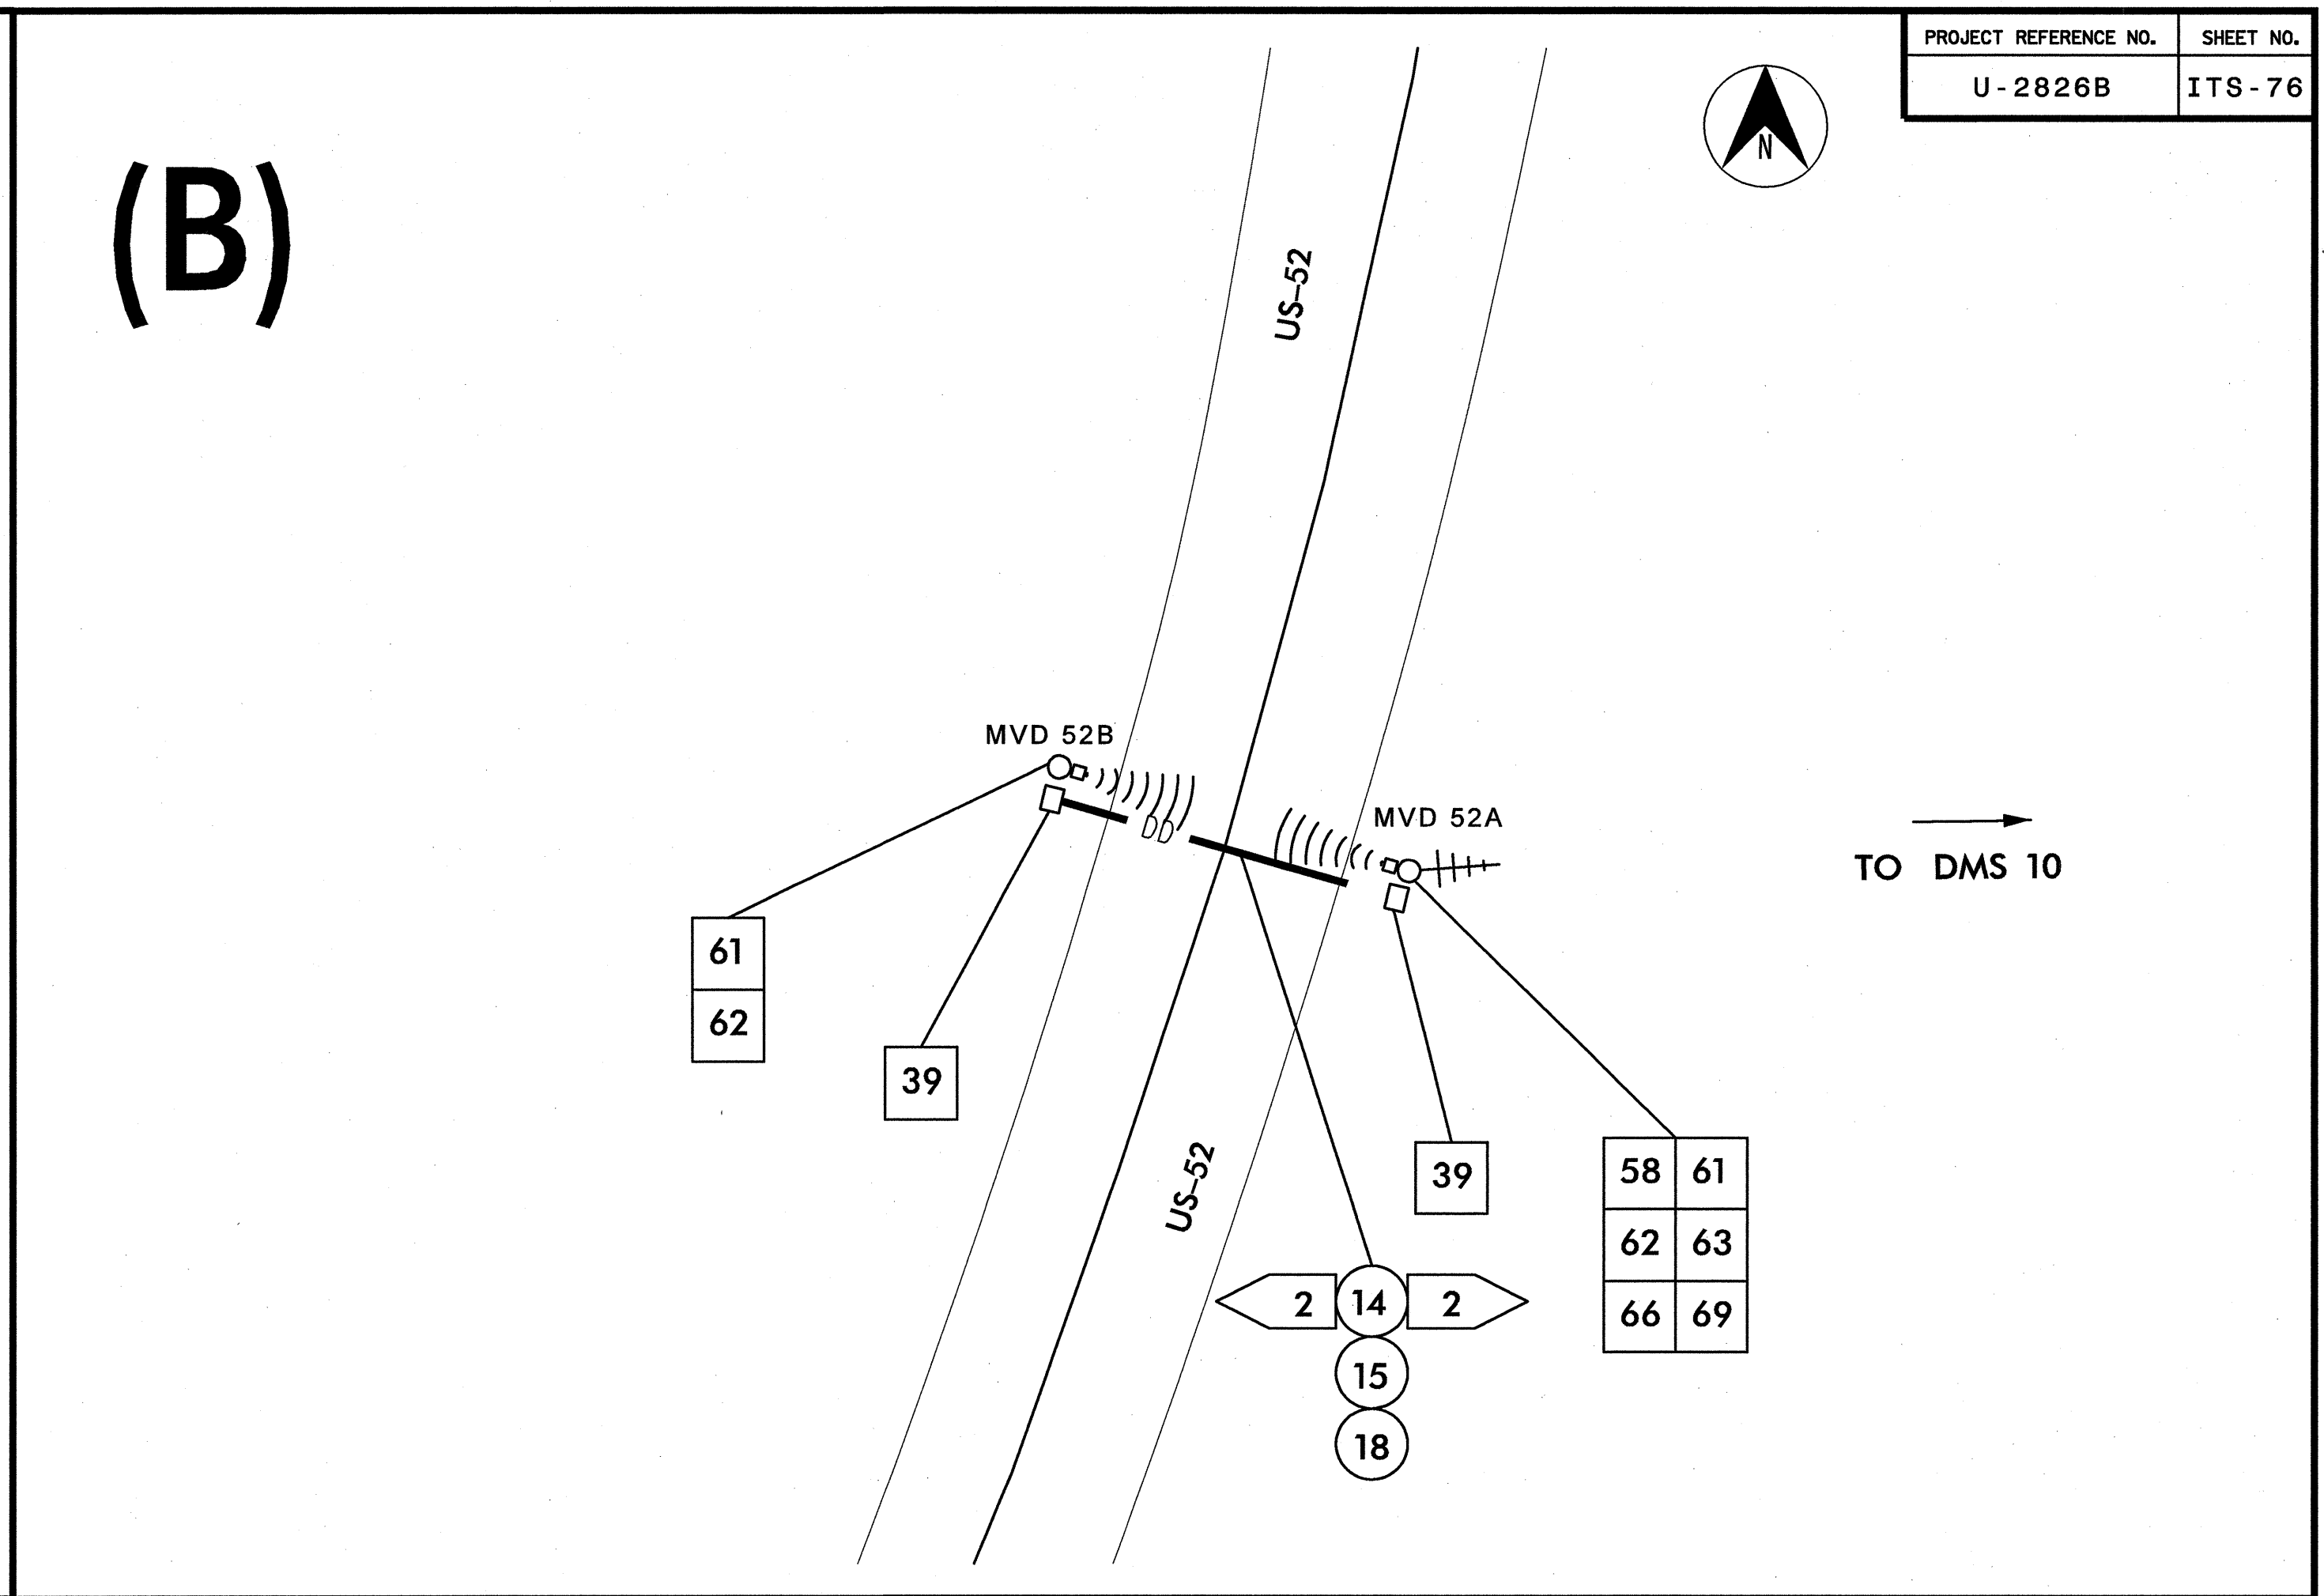 PROJECT REFERENCE NO. SHEET NO.
U-2826B ITS-76
N
(B)
US-52
MVD 52B
MVD 52A
TO DMS 10
61
62
39
US-52
39
58 61
62 63
66 69
2 14 2
15
18